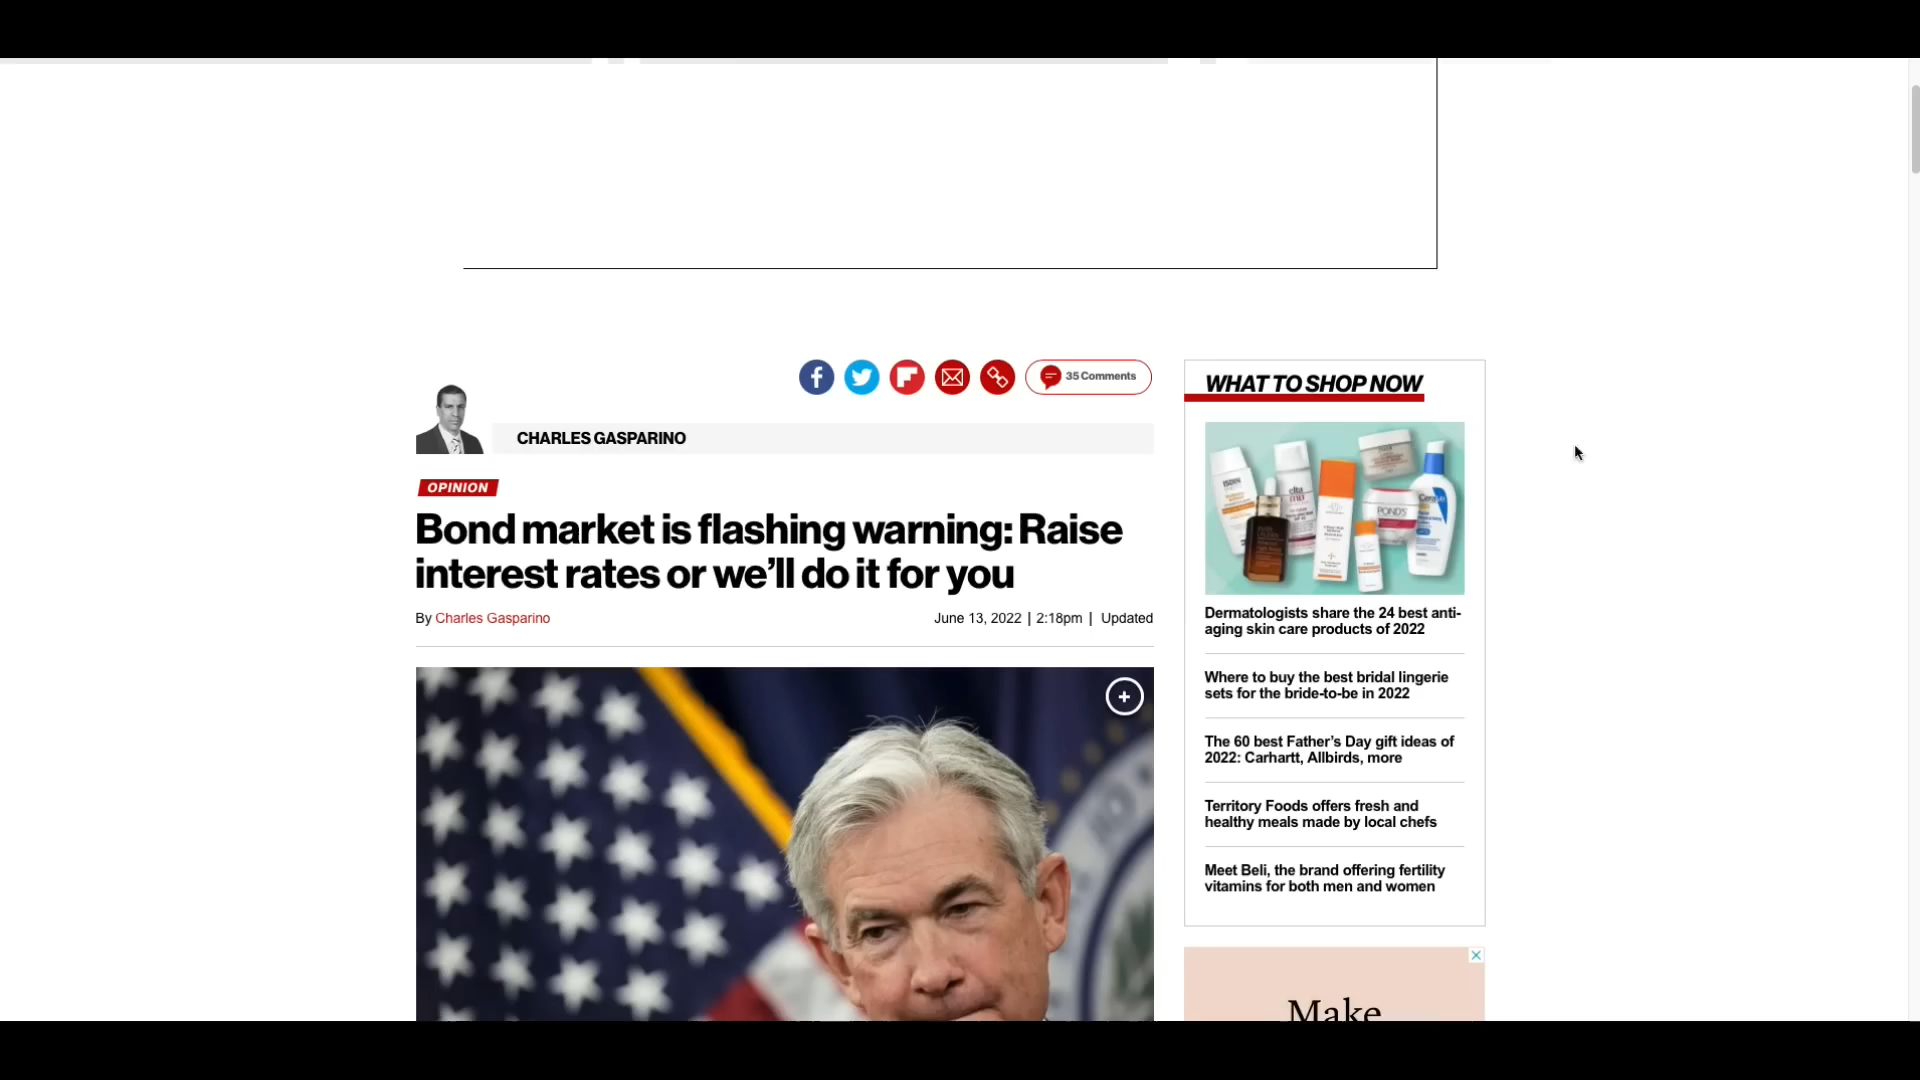 35 Comments
CHARLES GASPARINO
OPINION
Bond market is flashing warning: Raise
interest rates or we'll do it for you
By Charles Gasparino
June 13, 2022 | 2:18pm | Updated
WHAT TO SHOP NOW
Dermatologists share the 24 best anti-
aging skin care products of 2022
Where to buy the best bridal lingerie
sets for the bride-to-be in 2022
The 60 best Father's Day gift ideas of
2022: Carhartt, Allbirds, more
Territory Foods offers fresh and
healthy meals made by local chefs
Meet Beli, the brand offering fertility
vitamins for both men and women
Make
ISDIN
elta
MD
POND'S
CeraVe